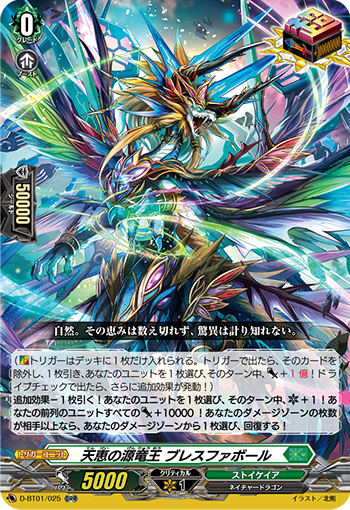 0
グレード
ブースト
50000
シールド
自然。その恵みは数え切れず、驚異は計り知れない。
(トリガーはデッキに1枚だけ入れられる。トリガーで出たら、そのカードを
除外し、1枚引き、あなたのユニットを1枚選び、そのターン中、+1億!ド
ライブチェックで出たら、さらに追加効果が発動!)
追加効果-1枚引く!あなたのユニットを1枚選び、そのターン中、+1!あ
なたの前列のユニットすべての+10000!あなたのダメージゾーンの枚数
が相手以上なら、あなたのダメージゾーンから1枚選び、回復する!
トリガーユニット
天恵の源竜王 ブレスファボール
パワー 5000
クリティカル
1
ストイケイア
ネイチャードラゴン
D-BT01/025 RRR
イラスト/北熊